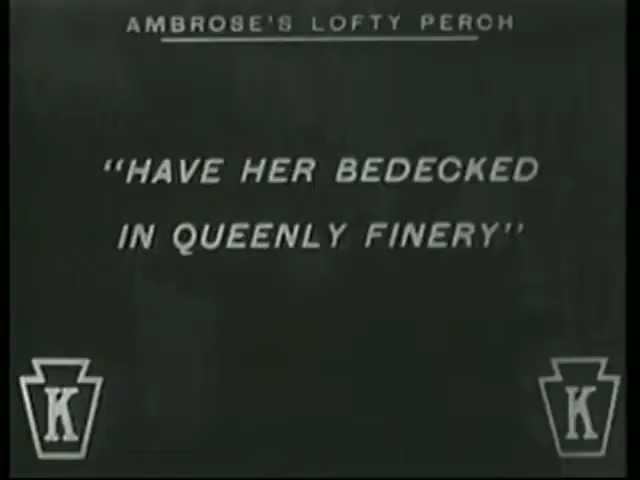 AMBROSE'S LOFTY PERCH
"HAVE HER BEDECKED
IN QUEENLY FINERY"
K K